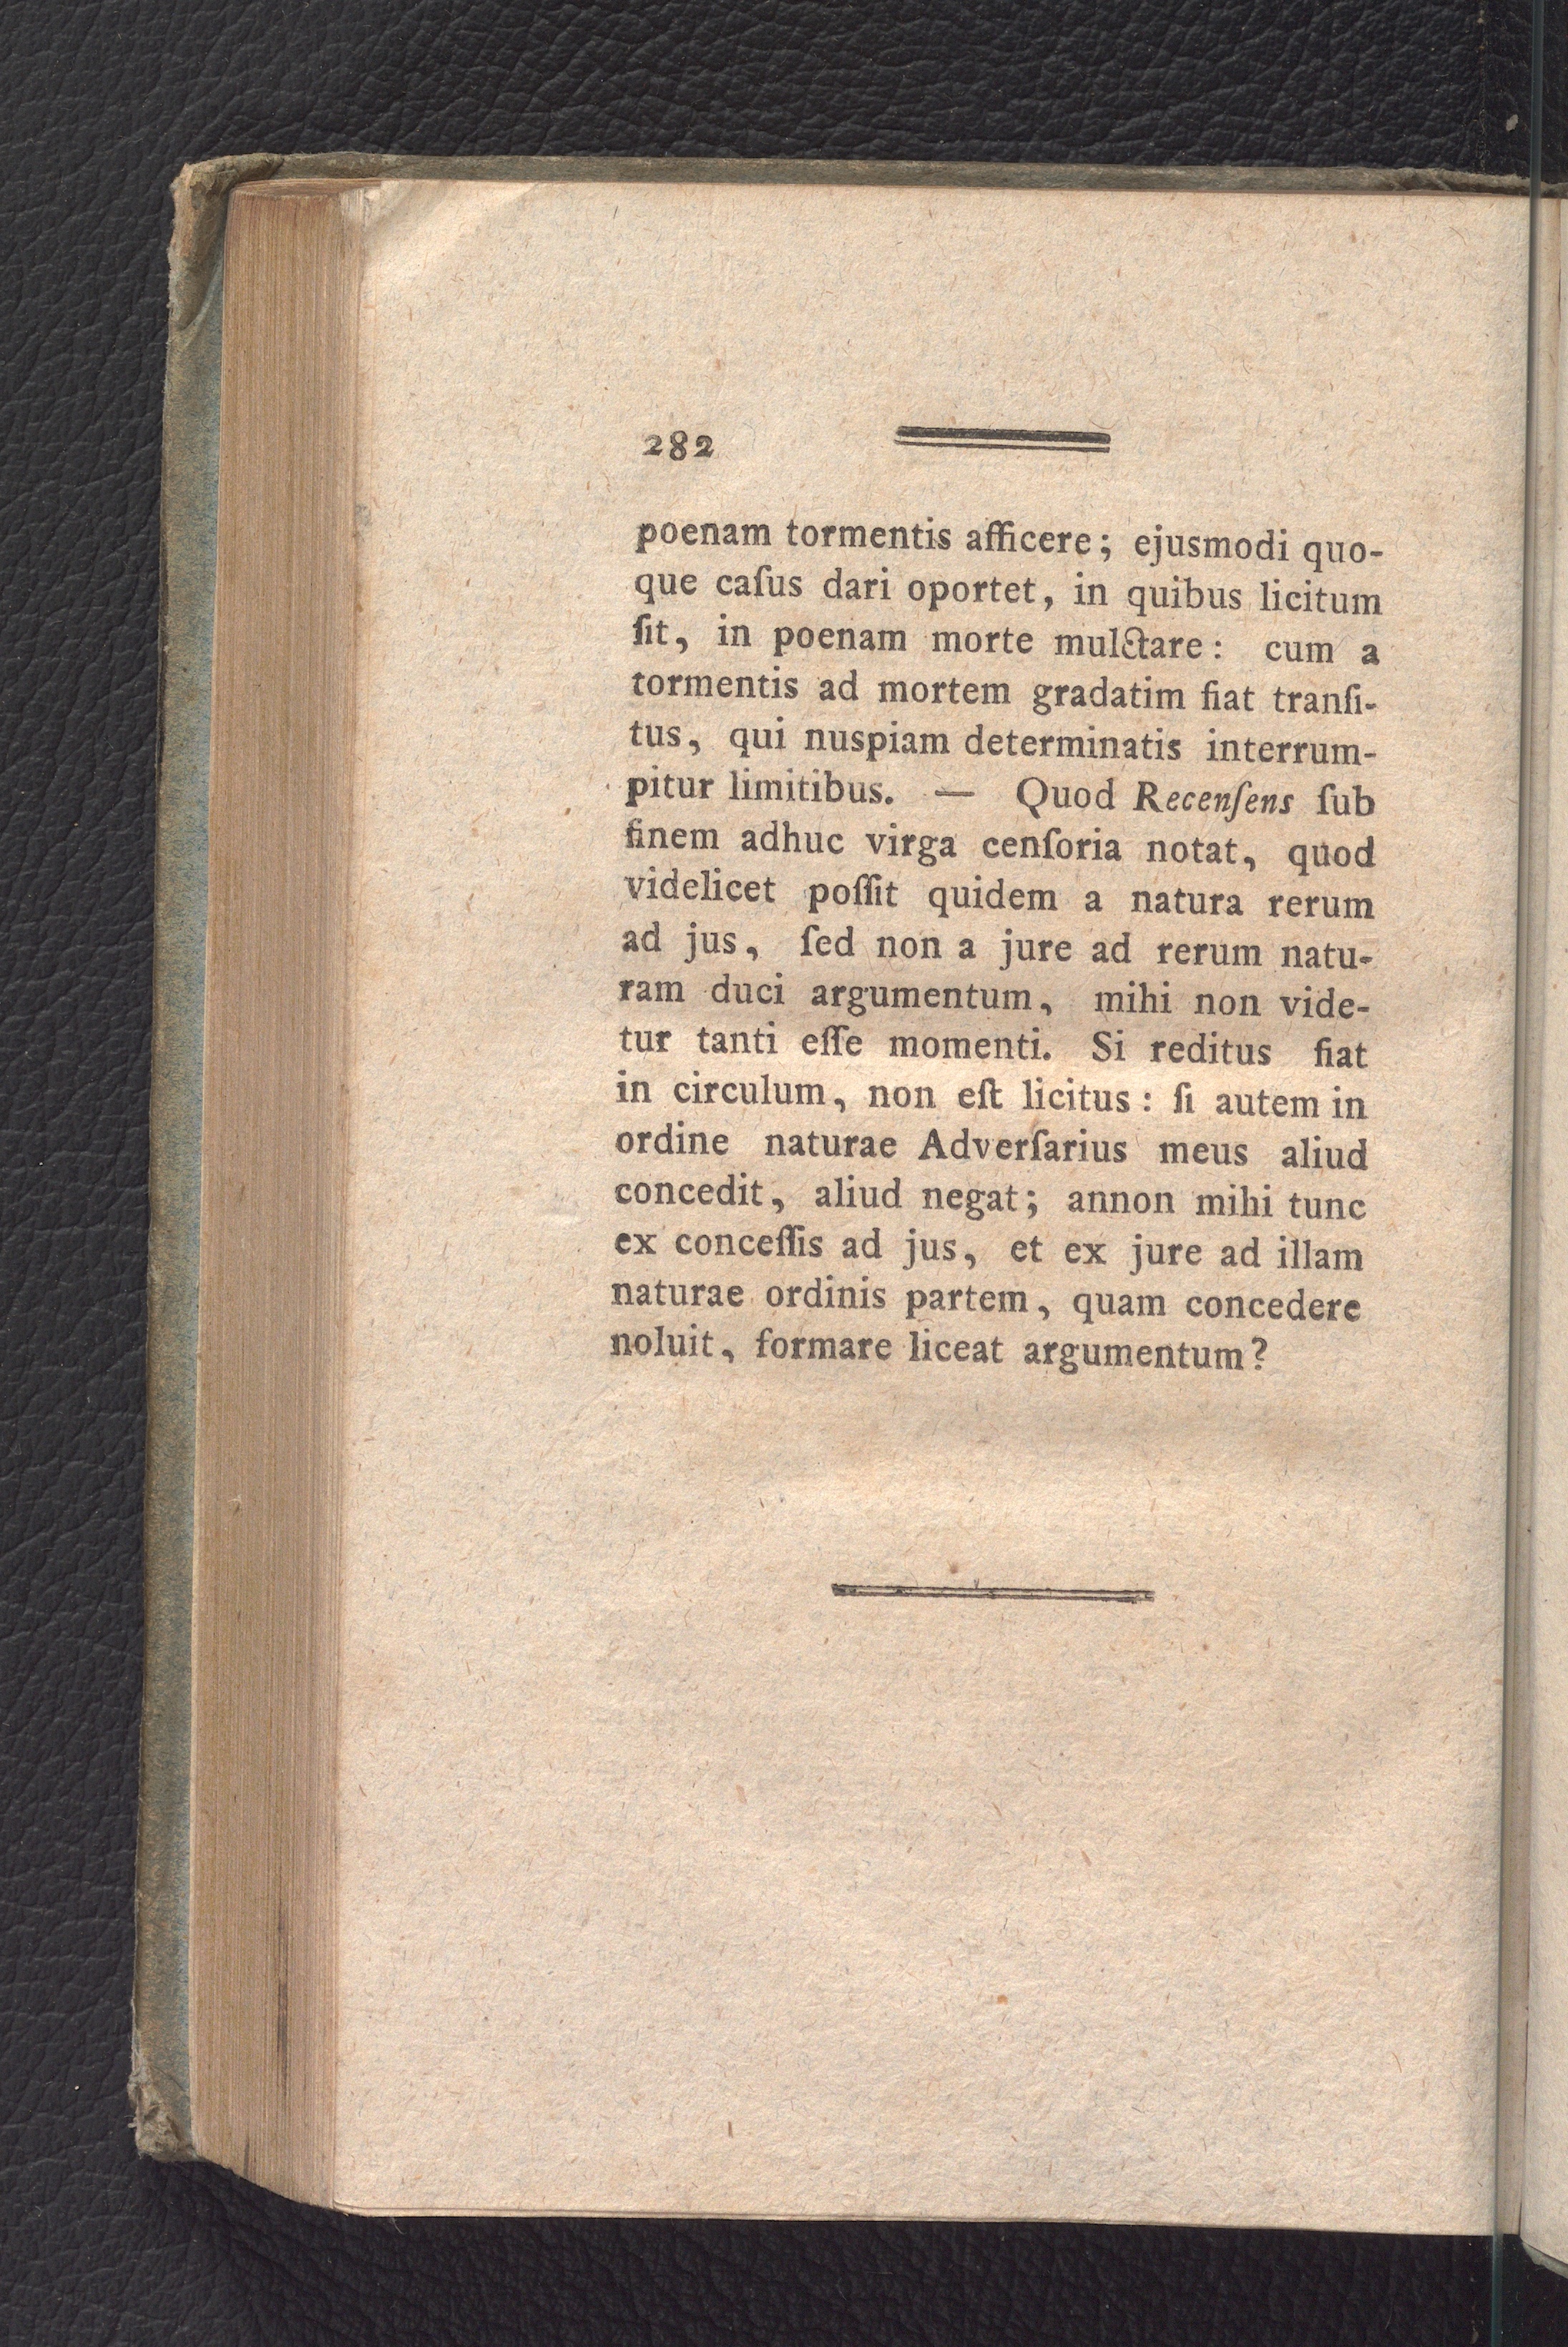 282
poenam tormentis afficere; ejusmodi quo-
que caſus dari oportet, in quibus licitum
ſit, in poenam morte mulctare: cum a
tormentis ad mortem gradatim fiat tranſi-
tus, qui nuspiam determinatis interrum-
pitur limitibus. — Quod Recenſens ſub
finem adhuc virga cenſoria notat, quod
videlicet poſſit quidem a natura rerum
ad jus, ſed non a jure ad rerum natu-
ram duci argumentum, mihi non vide-
tur tanti eſſe momenti. Si reditus fiat
in circulum, non eſt licitus: ſi autem in
ordine naturae Adverſarius meus aliud
concedit, aliud negat; annon mihi tunc
ex conceſſis ad jus, et ex jure ad illam
naturae ordinis partem, quam concedere
noluit, formare liceat argumentum?